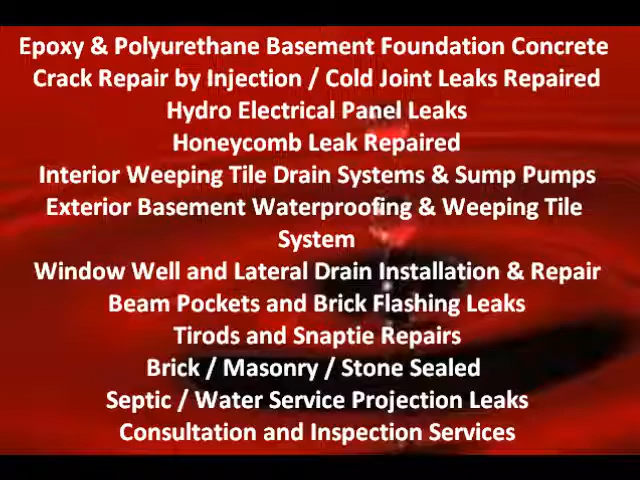 Epoxy & Polyurethane Basement Foundation Concrete
Crack Repair by Injection / Cold Joint Leaks Repaired
Hydro Electrical Panel Leaks
Honeycomb Leak Repaired
Interior Weeping Tile Drain Systems & Sump Pumps
Exterior Basement Waterproofing & Weeping Tile
System
Window Well and Lateral Drain Installation & Repair
Beam Pockets and Brick Flashing Leaks
Tirods and Snaptie Repairs
Brick / Masonry / Stone Sealed
Septic / Water Service Projection Leaks
Consultation and Inspection Services